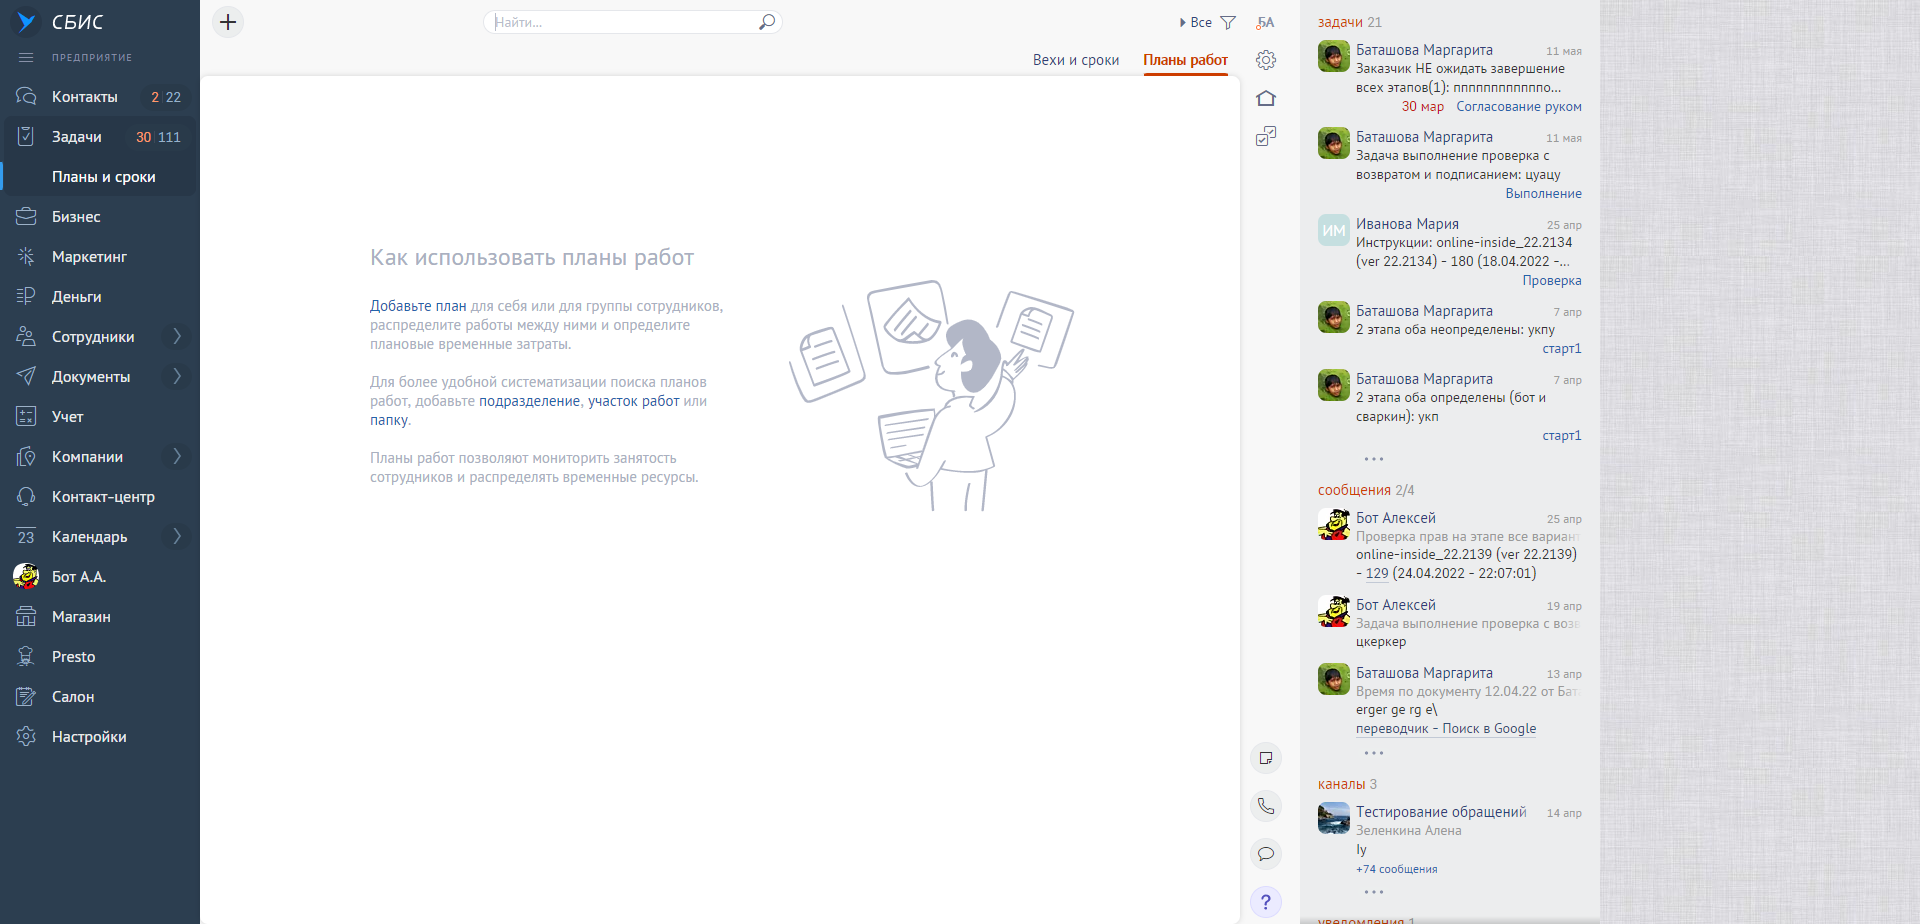 СБИС
ПРЕДПРИЯТИЕ
Контакты 2 22
Задачи 30 111
Планы и сроки
Бизнес
Маркетинг
Деньги
Сотрудники
Документы
Учет
Компании
Контакт-центр
23 Календарь
Бот А.А.
Магазин
Presto
Салон
Настройки
Найти...
Все
Вехи и сроки Планы работ
БА
Как использовать планы работ
Добавьте план для себя или для группы сотрудников,
распределите работы между ними и определите
плановые временные затраты.
Для более удобной систематизации поиска планов
работ, добавьте подразделение, участок работ или
папку.
Планы работ позволяют мониторить занятость
сотрудников и распределять временные ресурсы.
?
задачи 21
Баташова Маргарита 11 мая
Заказчик НЕ ожидать завершение
всех этапов(1): пппппппппппо...
30 мар Согласование руком
Баташова Маргарита 11 мая
Задача выполнение проверка с
возвратом и подписанием: цуацу
Выполнение
ИМ Иванова Мария 25 апр
Инструкции: online-inside_22.2134
(ver 22.2134) - 180 (18.04.2022 -...
Проверка
Баташова Маргарита 7 апр
2 этапа оба неопределены: укпу
старт1
Баташова Маргарита 7 апр
2 этапа оба определены (бот и
сваркин): укп
старт1
сообщения 2/4
Бот Алексей 25 апр
Проверка прав на этапе все вариант
online-inside_22.2139 (ver 22.2139)
- 129 (24.04.2022 - 22:07:01)
Бот Алексей 19 апр
Задача выполнение проверка с возв
цкеркер
Баташова Маргарита 13 апр
Время по документу 12.04.22 от Бата
erger ge rg e\
переводчик - Поиск в Google
каналы 3
Тестирование обращений 14 апр
Зеленкина Алена
Iy
+74 сообщения
уведомления 1